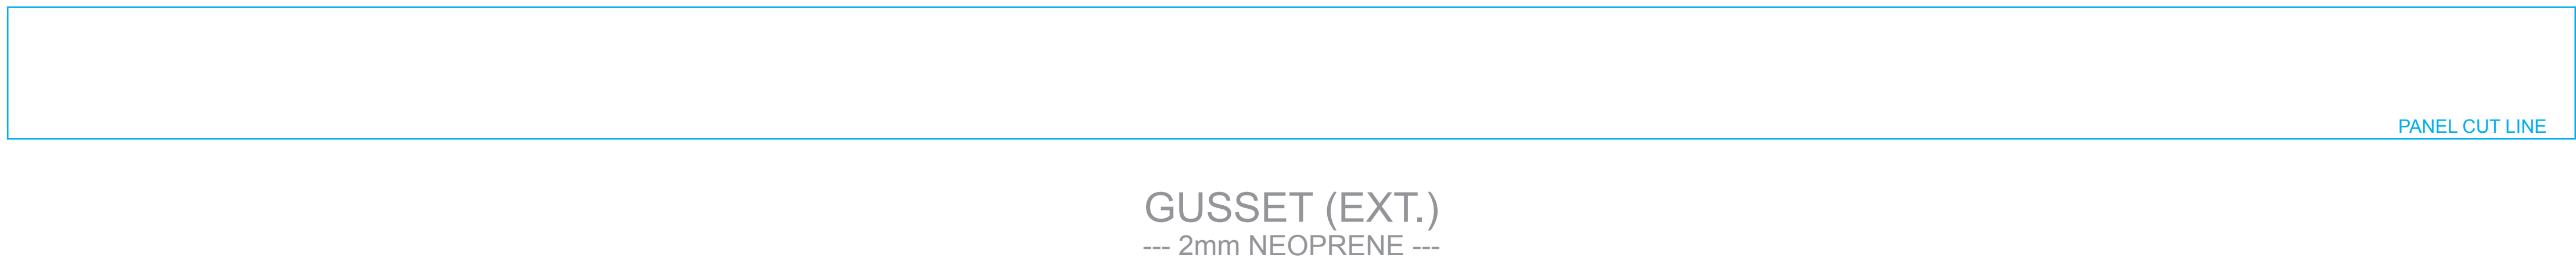 PANEL CUT LINE
GUSSET (EXT.)
--- 2mm NEOPRENE ---